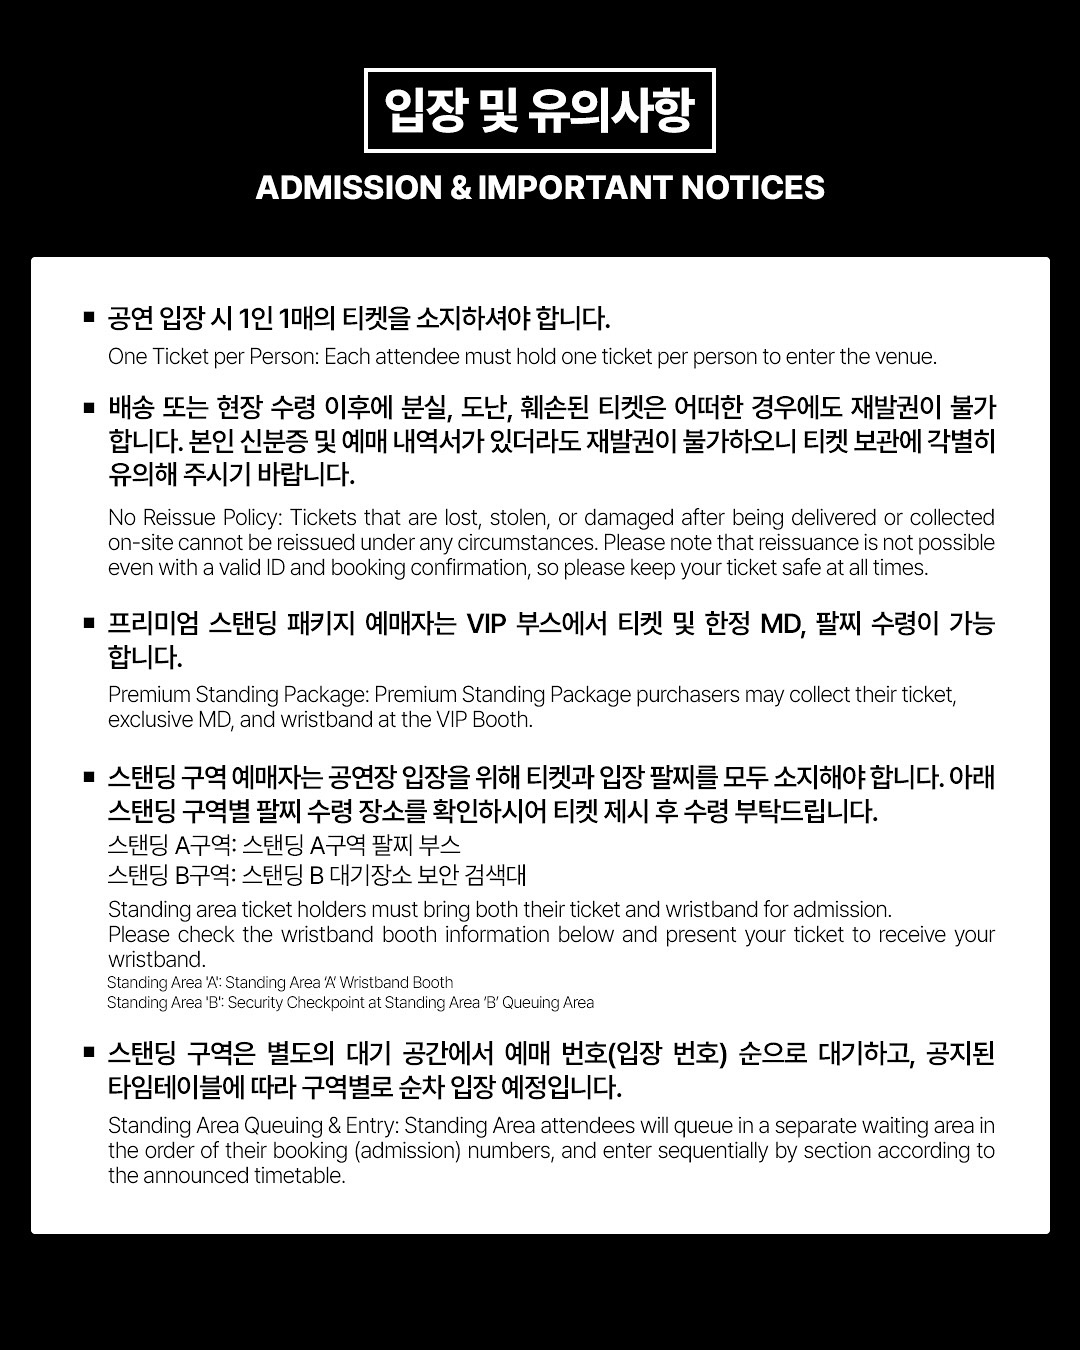 입장 및 유의사항
ADMISSION & IMPORTANT NOTICES
■ 공연 입장 시 1인 1매의 티켓을 소지하셔야 합니다.
One Ticket per Person: Each attendee must hold one ticket per person to enter the venue.
■ 배송 또는 현장 수령 이후에 분실, 도난, 훼손된 티켓은 어떠한 경우에도 재발권이 불가
합니다. 본인 신분증 및 예매 내역서가 있더라도 재발권이 불가하오니 티켓 보관에 각별히
유의해 주시기 바랍니다.
No Reissue Policy: Tickets that are lost, stolen, or damaged after being delivered or collected
on-site cannot be reissued under any circumstances. Please note that reissuance is not possible
even with a valid ID and booking confirmation, so please keep your ticket safe at all times.
■ 프리미엄 스탠딩 패키지 예매자는 VIP 부스에서 티켓 및 한정 MD, 팔찌 수령이 가능
합니다.
Premium Standing Package: Premium Standing Package purchasers may collect their ticket,
exclusive MD, and wristband at the VIP Booth.
■ 스탠딩 구역 예매자는 공연장 입장을 위해 티켓과 입장 팔찌를 모두 소지해야 합니다. 아래
스탠딩 구역별 팔찌 수령 장소를 확인하시어 티켓 제시 후 수령 부탁드립니다.
스탠딩 A구역: 스탠딩 A구역 팔찌 부스
스탠딩 B구역: 스탠딩 B 대기장소 보안 검색대
Standing area ticket holders must bring both their ticket and wristband for admission.
Please check the wristband booth information below and present your ticket to receive your
wristband.
Standing Area 'A': Standing Area ‘A’ Wristband Booth
Standing Area 'B': Security Checkpoint at Standing Area ‘B’ Queuing Area
■ 스탠딩 구역은 별도의 대기 공간에서 예매 번호(입장 번호) 순으로 대기하고, 공지된
타임테이블에 따라 구역별로 순차 입장 예정입니다.
Standing Area Queuing & Entry: Standing Area attendees will queue in a separate waiting area in
the order of their booking (admission) numbers, and enter sequentially by section according to
the announced timetable.